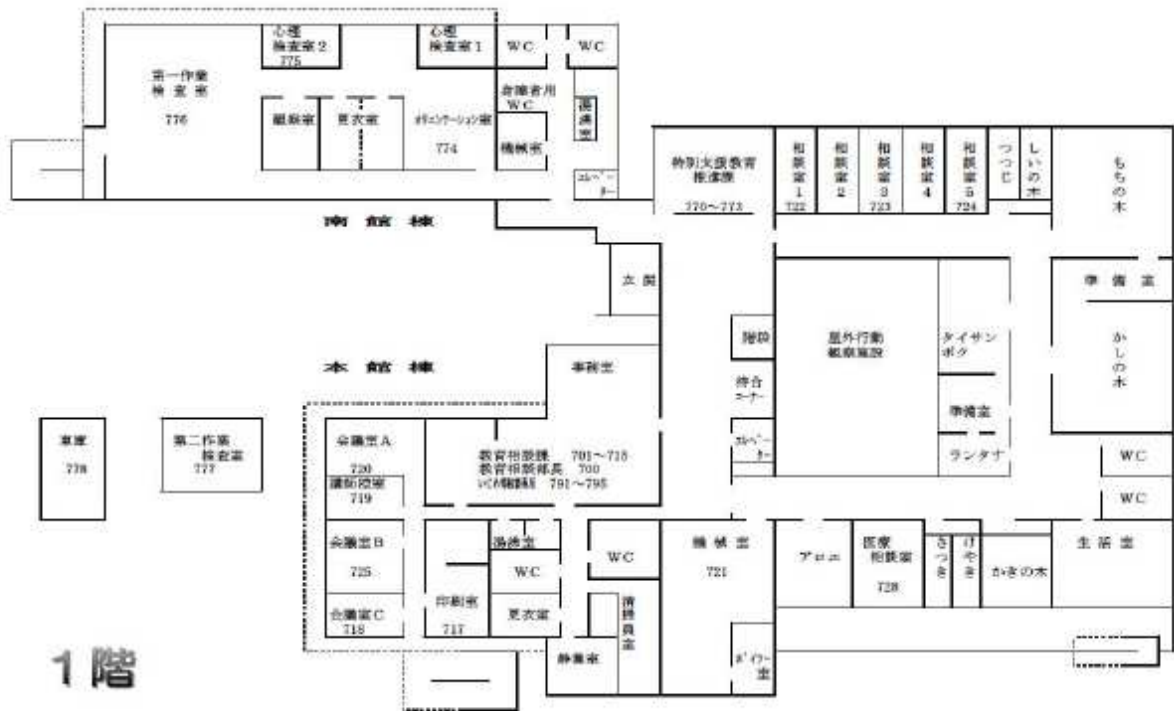 心理
検査室2
775
心理
検査室1
WC
WC
第一作業
検査室
776
観察室
更衣室
オリエンテーション室
774
身障者用
WC
湯沸室
機械室
エレベーター
特別支援教育
推進課
770～773
相談室1
722
相談室2
相談室3
723
相談室4
相談室5
724
つつじ
しいの木
もちの木
南館棟
玄関
準備室
階段
屋外行動
観察施設
タイサン
ボク
かしの木
本館棟
事務室
待合
コーナー
準備室
エレベーター
ランタナ
WC
WC
車庫
778
第二作業
検査室
777
会議室A
720
講師控室
719
教育相談課 701～715
教育相談部長 700
791～795
会議室B
725
湯沸室
WC
WC
機械室
721
アロエ
医療
相談室
728
さつき
けやき
かきの木
生活室
会議室C
718
印刷室
717
更衣室
清掃員室
静養室
ボイラー室
1階